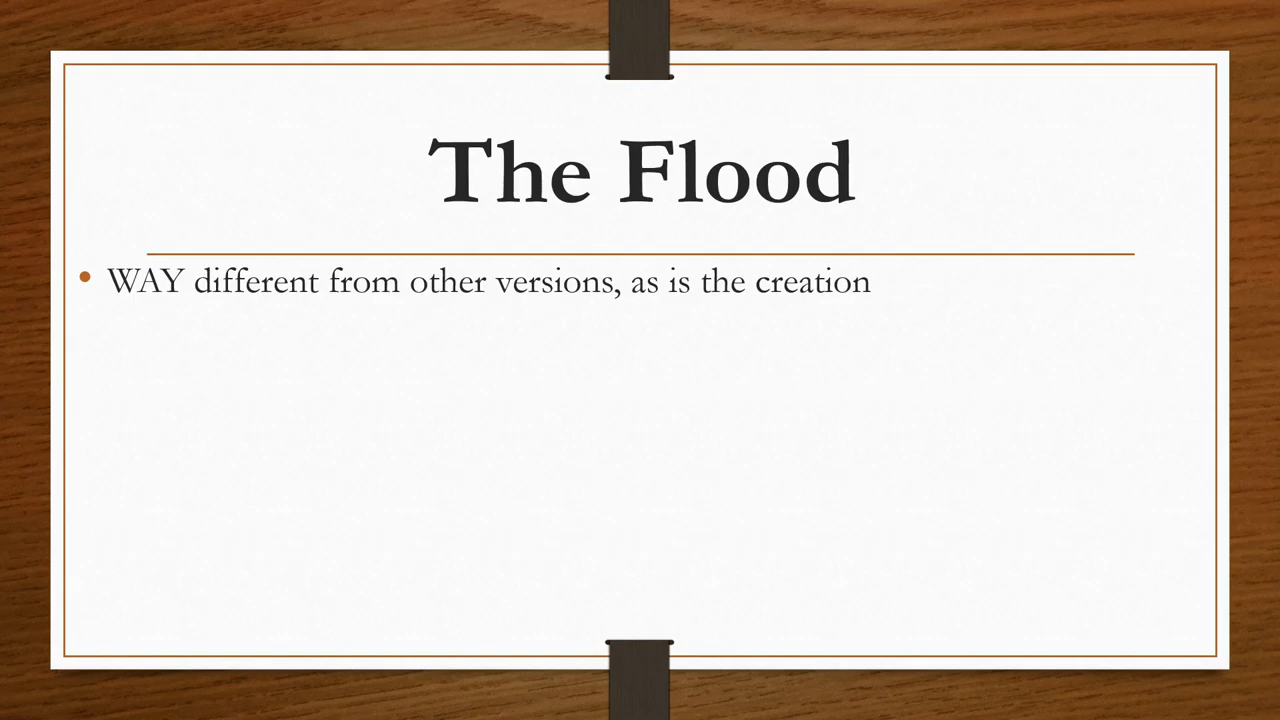 The Flood
• WAY different from other versions, as is the creation